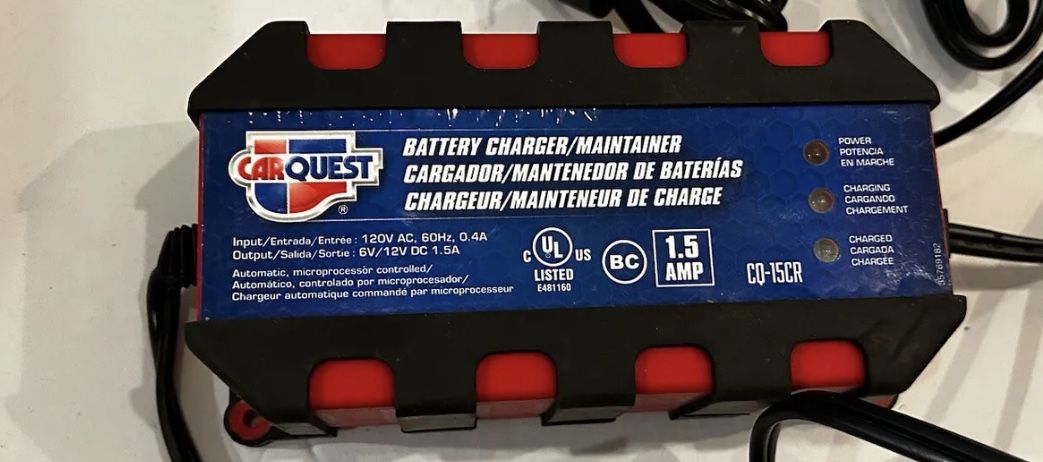 CARQUEST
®
BATTERY CHARGER/MAINTAINER
CARGADOR/MANTENEDOR DE BATERÍAS
CHARGEUR/MAINTENEUR DE CHARGE
Input/Entrada/Entrée : 120V AC, 60Hz, 0.4A
Output/Salida/Sortie : 6V/12V DC 1.5A
Automatic, microprocessor controlled/
Automático, controlado por microprocesador/
Chargeur automatique commandé par microprocesseur
C UL US
®
LISTED
E481160
BC
1.5
AMP
CQ-15CR
POWER
POTENCIA
EN MARCHE
CHARGING
CARGANDO
CHARGEMENT
CHARGED
CARGADA
CHARGÉE